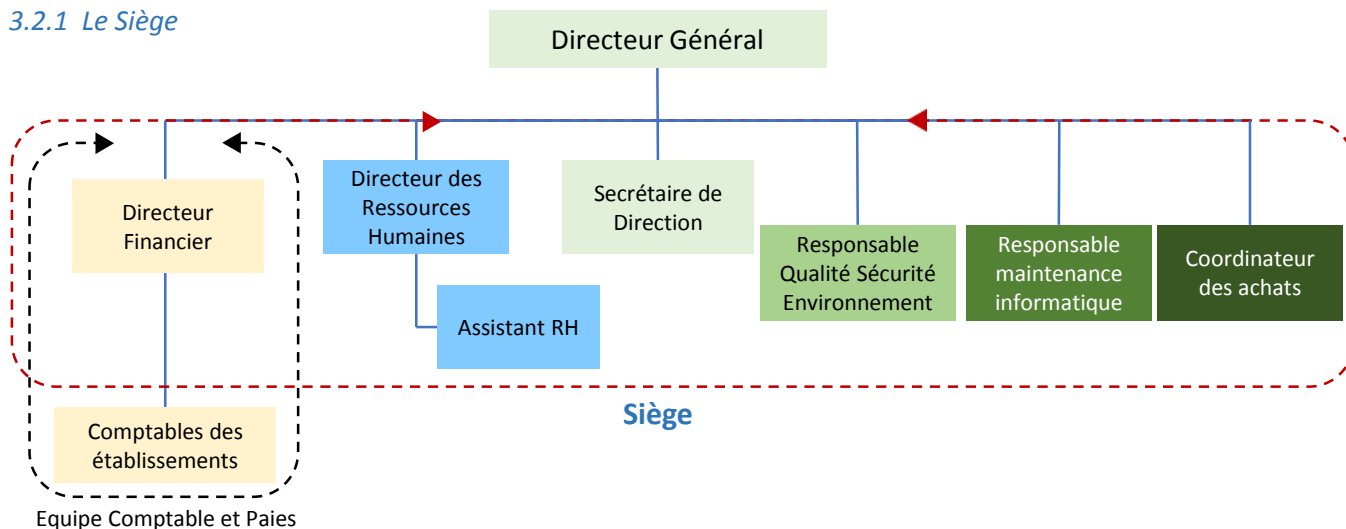 3.2.1 Le Siège
Directeur Général
Directeur
Financier
Directeur des
Ressources
Humaines
Secrétaire de
Direction
Responsable
Qualité Sécurité
Environnement
Responsable
maintenance
informatique
Coordinateur
des achats
Assistant RH
Siège
Comptables des
établissements
Equipe Comptable et Paies